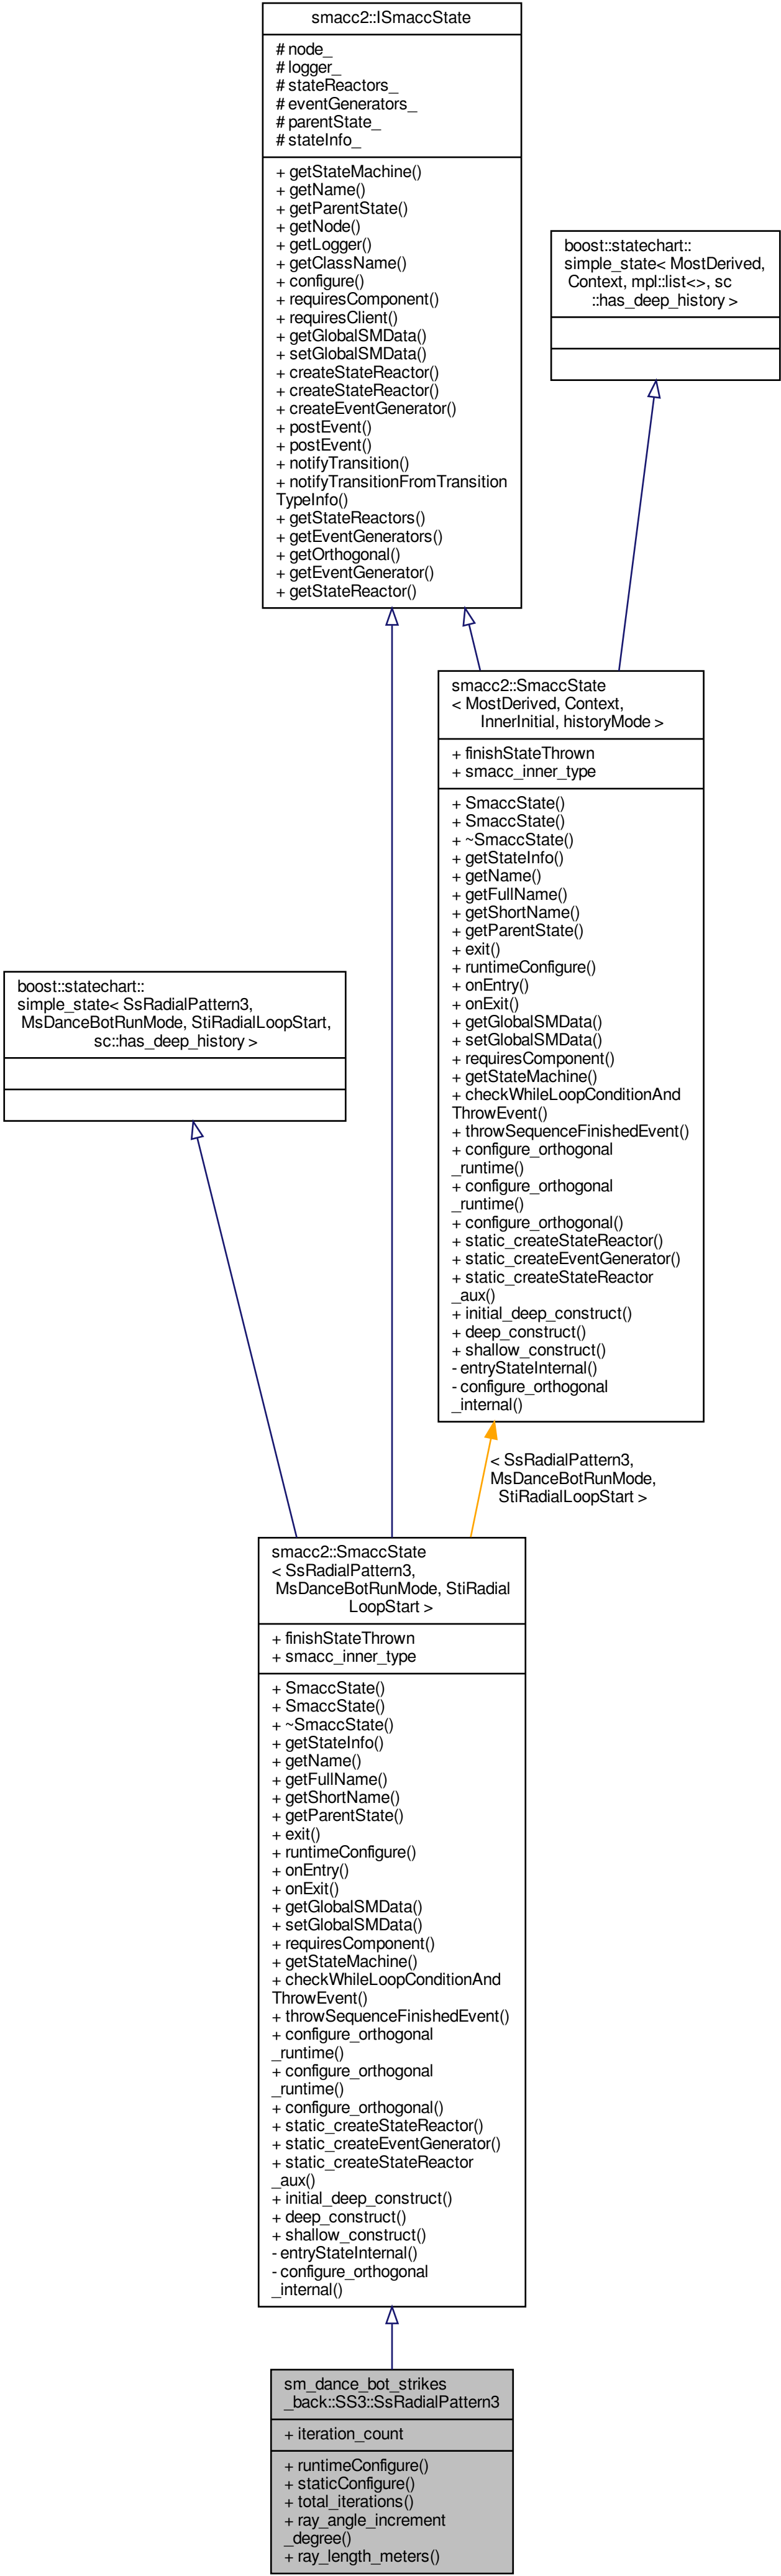 smacc2::ISmaccState
# node_
# logger_
# stateReactors_
# eventGenerators_
# parentState_
# stateInfo_
+ getStateMachine()
+ getName()
+ getParentState()
+ getNode()
+ getLogger()
+ getClassName()
+ configure()
+ requiresComponent()
+ requiresClient()
+ getGlobalSMData()
+ setGlobalSMData()
+ createStateReactor()
+ createStateReactor()
+ createEventGenerator()
+ postEvent()
+ postEvent()
+ notifyTransition()
+ notifyTransitionFromTransition
TypeInfo()
+ getStateReactors()
+ getEventGenerators()
+ getOrthogonal()
+ getEventGenerator()
+ getStateReactor()
boost::statechart::
simple_state< MostDerived,
Context, mpl::list<>, sc
::has_deep_history >
smacc2::SmaccState
< MostDerived, Context,
InnerInitial, historyMode >
+ finishStateThrown
+ smacc_inner_type
+ SmaccState()
+ SmaccState()
+ ~SmaccState()
+ getStateInfo()
+ getName()
+ getFullName()
+ getShortName()
+ getParentState()
+ exit()
+ runtimeConfigure()
+ onEntry()
+ onExit()
+ getGlobalSMData()
+ setGlobalSMData()
+ requiresComponent()
+ getStateMachine()
+ checkWhileLoopConditionAnd
ThrowEvent()
+ throwSequenceFinishedEvent()
+ configure_orthogonal
_runtime()
+ configure_orthogonal
_runtime()
+ configure_orthogonal()
+ static_createStateReactor()
+ static_createEventGenerator()
+ static_createStateReactor
_aux()
+ initial_deep_construct()
+ deep_construct()
+ shallow_construct()
- entryStateInternal()
- configure_orthogonal
_internal()
boost::statechart::
simple_state< SsRadialPattern3,
MsDanceBotRunMode, StiRadialLoopStart,
sc::has_deep_history >
< SsRadialPattern3,
MsDanceBotRunMode,
StiRadialLoopStart >
smacc2::SmaccState
< SsRadialPattern3,
MsDanceBotRunMode, StiRadial
LoopStart >
+ finishStateThrown
+ smacc_inner_type
+ SmaccState()
+ SmaccState()
+ ~SmaccState()
+ getStateInfo()
+ getName()
+ getFullName()
+ getShortName()
+ getParentState()
+ exit()
+ runtimeConfigure()
+ onEntry()
+ onExit()
+ getGlobalSMData()
+ setGlobalSMData()
+ requiresComponent()
+ getStateMachine()
+ checkWhileLoopConditionAnd
ThrowEvent()
+ throwSequenceFinishedEvent()
+ configure_orthogonal
_runtime()
+ configure_orthogonal
_runtime()
+ configure_orthogonal()
+ static_createStateReactor()
+ static_createEventGenerator()
+ static_createStateReactor
_aux()
+ initial_deep_construct()
+ deep_construct()
+ shallow_construct()
- entryStateInternal()
- configure_orthogonal
_internal()
sm_dance_bot_strikes
_back::SS3::SsRadialPattern3
+ iteration_count
+ runtimeConfigure()
+ staticConfigure()
+ total_iterations()
+ ray_angle_increment
_degree()
+ ray_length_meters()